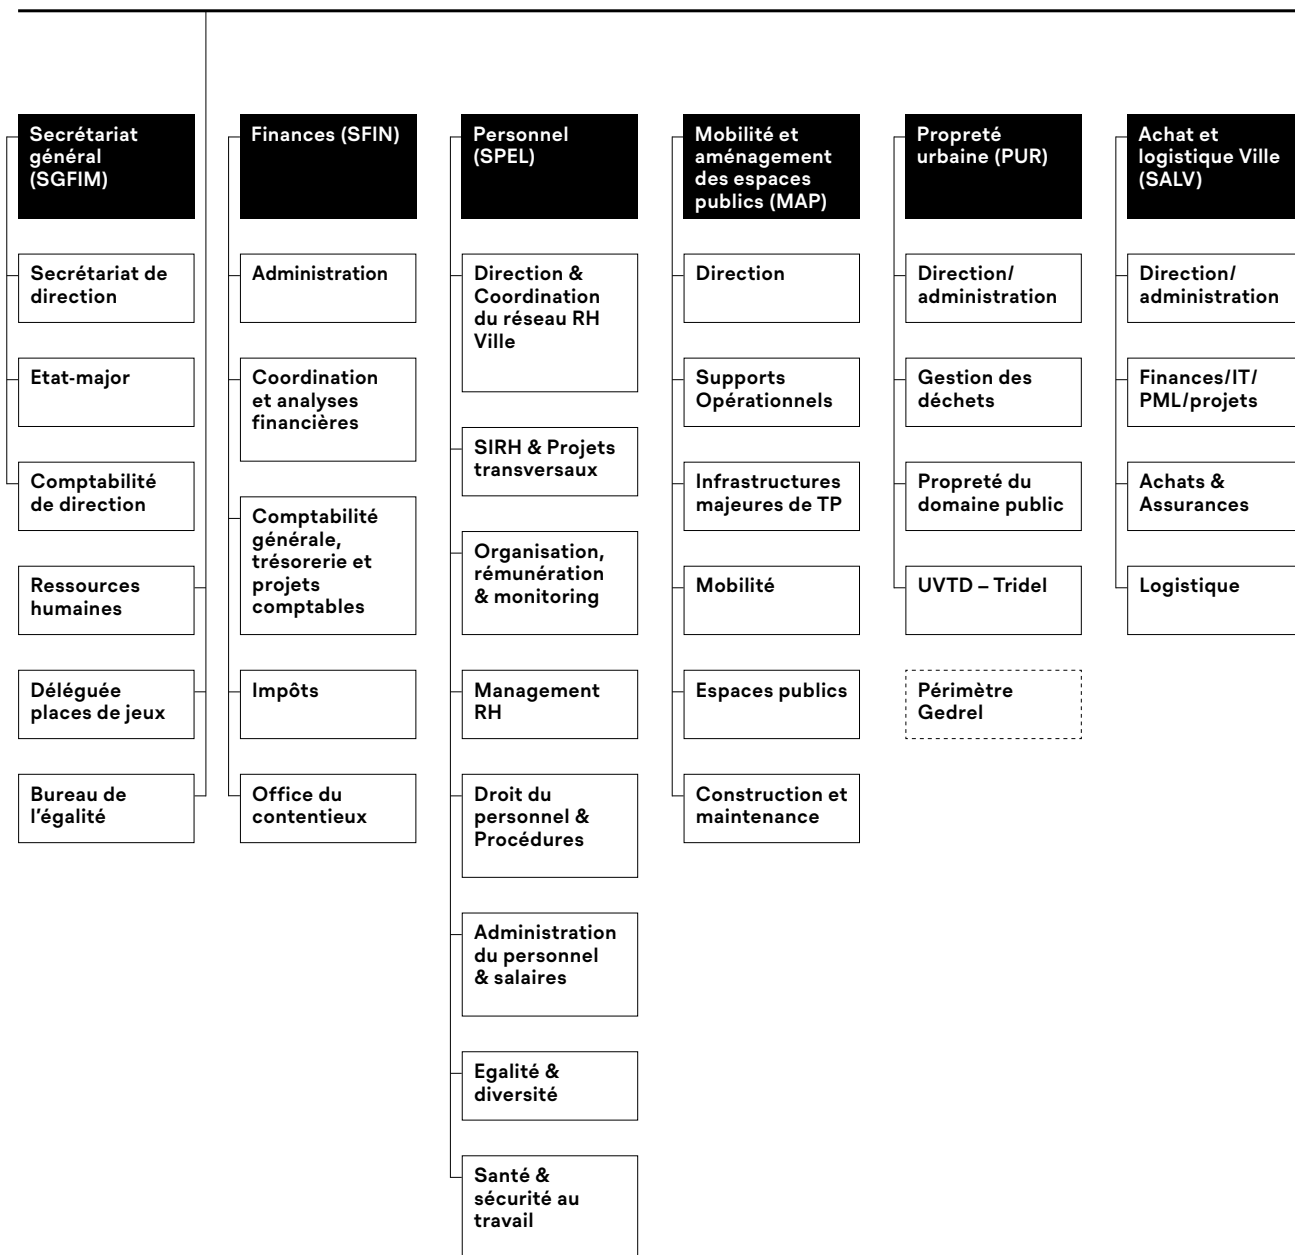 Secrétariat
général
(SGFIM)
Secrétariat de
direction
Etat-major
Comptabilité
de direction
Ressources
humaines
Déléguée
places de jeux
Bureau de
l'égalité
Finances (SFIN)
Administration
Coordination
et analyses
financières
Comptabilité
générale,
trésorerie et
projets
comptables
Impôts
Office du
contentieux
Personnel
(SPEL)
Direction &
Coordination
du réseau RH
Ville
SIRH & Projets
transversaux
Organisation,
rémunération
& monitoring
Management
RH
Droit du
personnel &
Procédures
Administration
du personnel
& salaires
Egalité &
diversité
Santé &
sécurité au
travail
Mobilité et
aménagement
des espaces
publics (MAP)
Direction
Supports
Opérationnels
Infrastructures
majeures de TP
Mobilité
Espaces publics
Construction et
maintenance
Propreté
urbaine (PUR)
Direction/
administration
Gestion des
déchets
Propreté du
domaine public
UVTD – Tridel
Périmètre
Gedrel
Achat et
logistique Ville
(SALV)
Direction/
administration
Finances/IT/
PML/projets
Achats &
Assurances
Logistique